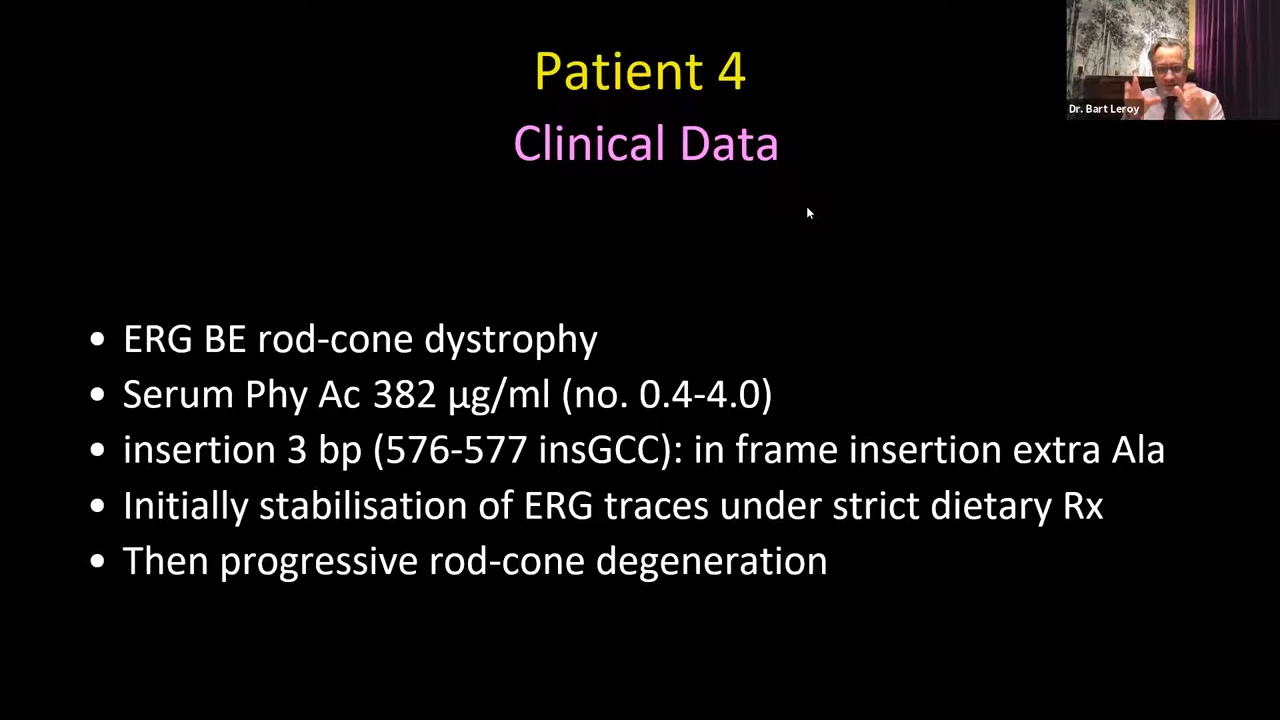 Patient 4
Dr. Bart Leroy
Clinical Data
• ERG BE rod-cone dystrophy
• Serum Phy Ac 382 µg/ml (no. 0.4-4.0)
• insertion 3 bp (576-577 insGCC): in frame insertion extra Ala
• Initially stabilisation of ERG traces under strict dietary Rx
• Then progressive rod-cone degeneration